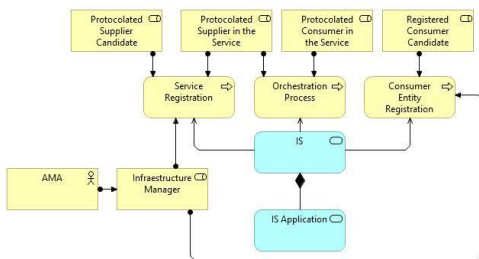 Protocolated
Supplier
Candidate
Protocolated
Supplier in the
Service
Protocolated
Consumer in
the Service
Registered
Consumer
Candidate
Service
Registration
Orchestration
Process
Consumer
Entity
Registration
IS
AMA
Infraestructure
Manager
IS Application